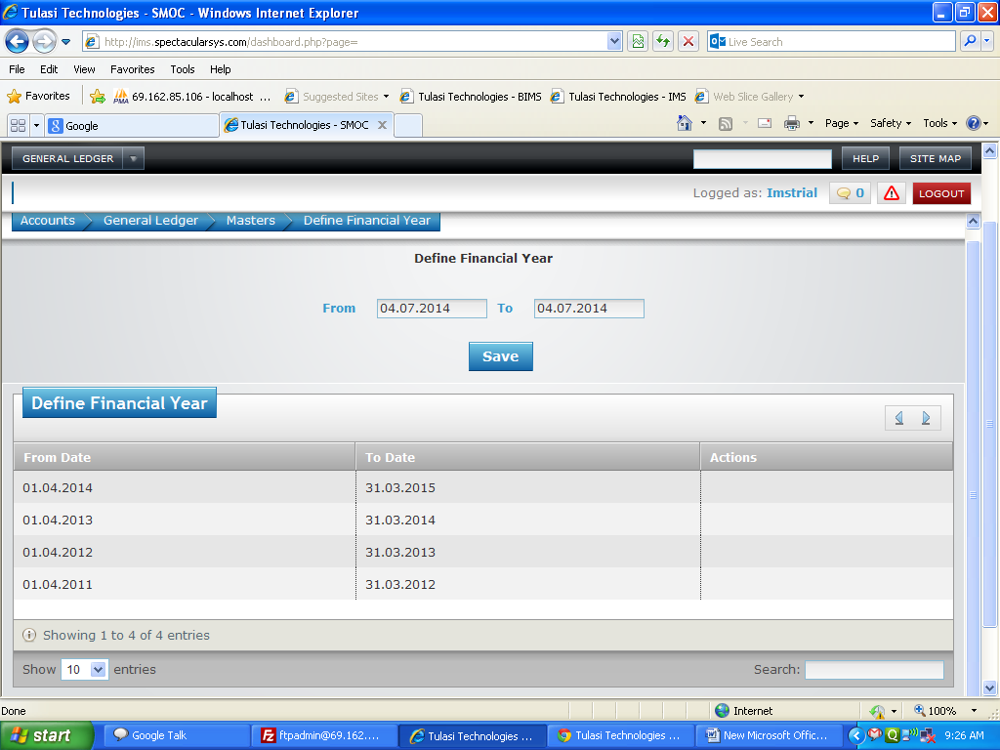 Tulasi Technologies - SMOC - Windows Internet Explorer
http://ims.spectacularsys.com/dashboard.php?page=
Live Search
File Edit View Favorites Tools Help
Favorites
PMA 69.162.85.106 - localhost ...
Suggested Sites
Tulasi Technologies - BIMS
Tulasi Technologies - IMS
Web Slice Gallery
Google
Tulasi Technologies - SMOC
Page Safety Tools
GENERAL LEDGER
HELP SITE MAP
Logged as: Imstrial 0 LOGOUT
Accounts General Ledger Masters Define Financial Year
Define Financial Year
From 04.07.2014 To 04.07.2014
Save
Define Financial Year
From Date To Date Actions
01.04.2014 31.03.2015
01.04.2013 31.03.2014
01.04.2012 31.03.2013
01.04.2011 31.03.2012
Showing 1 to 4 of 4 entries
Show 10 entries Search:
Done Internet 100%
start Google Talk ftpadmin@69.162.... Tulasi Technologies ... Tulasi Technologies ... New Microsoft Offic... 9:26 AM